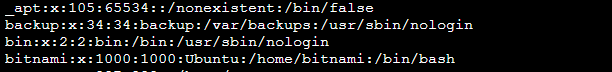 _apt:x:105:65534::/nonexistent:/bin/false
backup:x:34:34:backup:/var/backups:/usr/sbin/nologin
bin:x:2:2:bin:/bin:/usr/sbin/nologin
bitnami:x:1000:1000:Ubuntu:/home/bitnami:/bin/bash